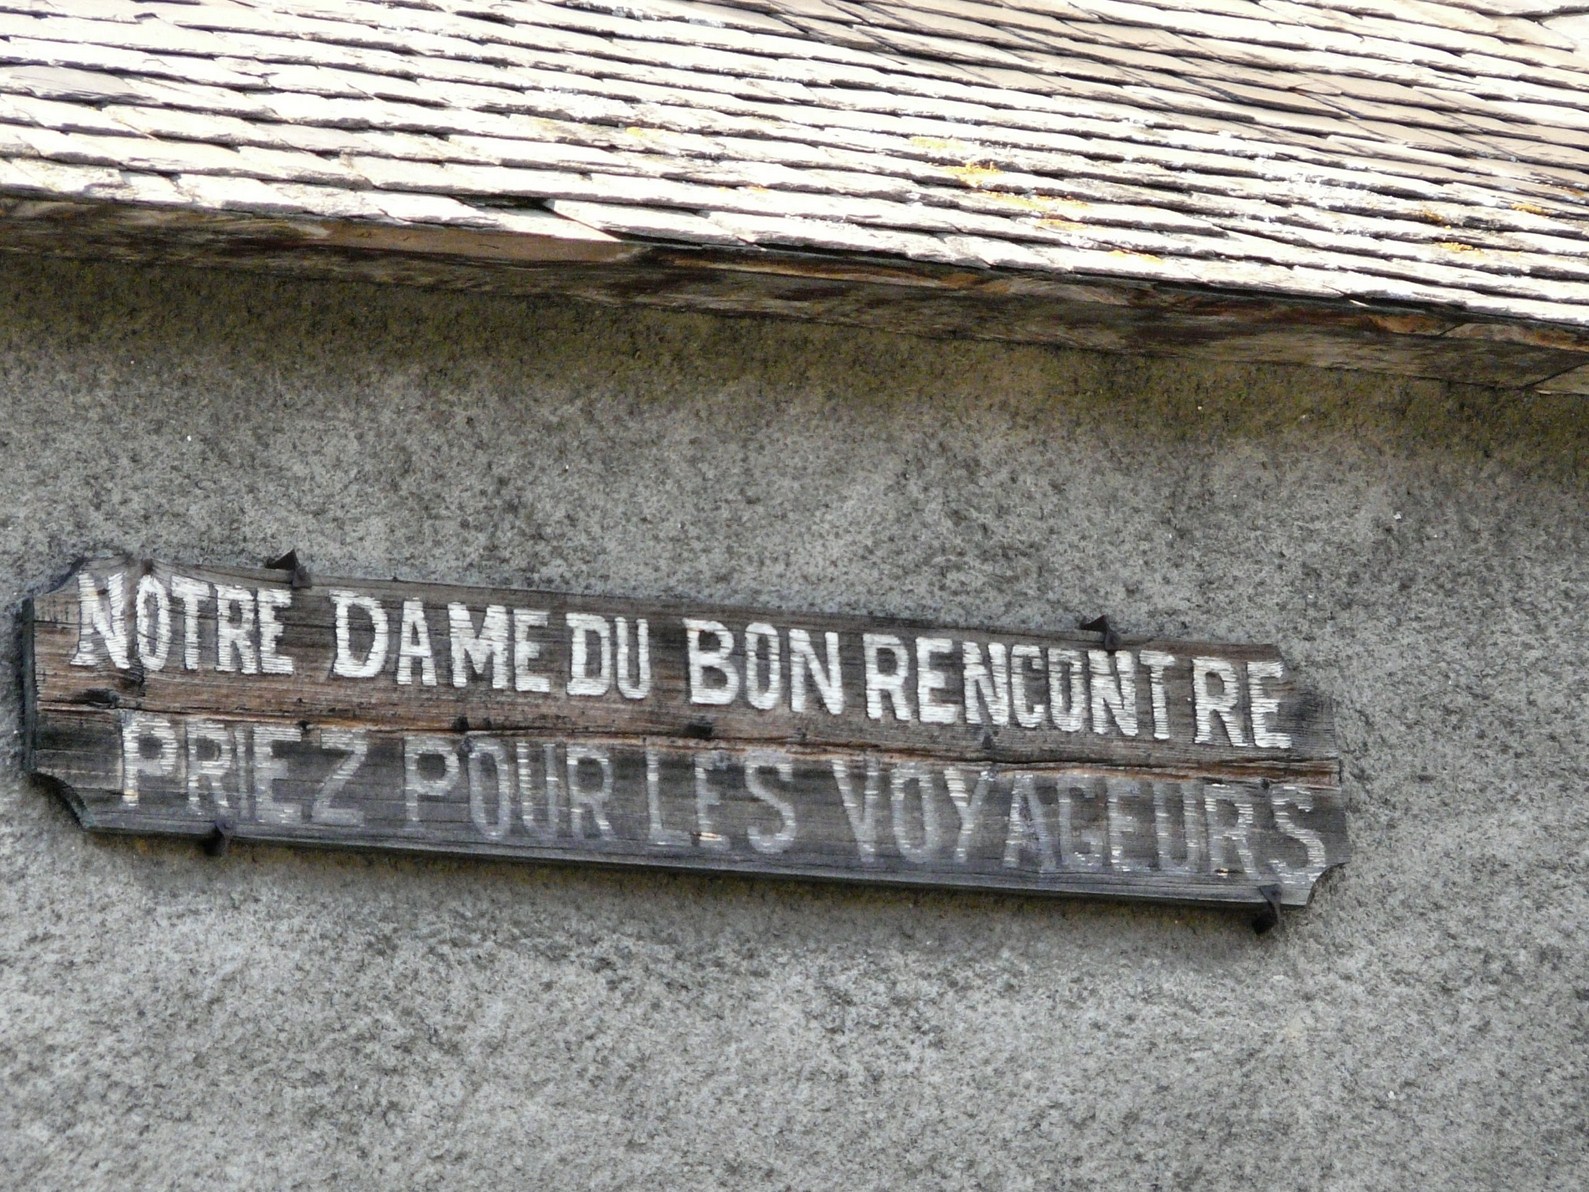 NOTRE DAME DU BON RENCONTRE
PRIEZ POUR LES VOYAGEURS